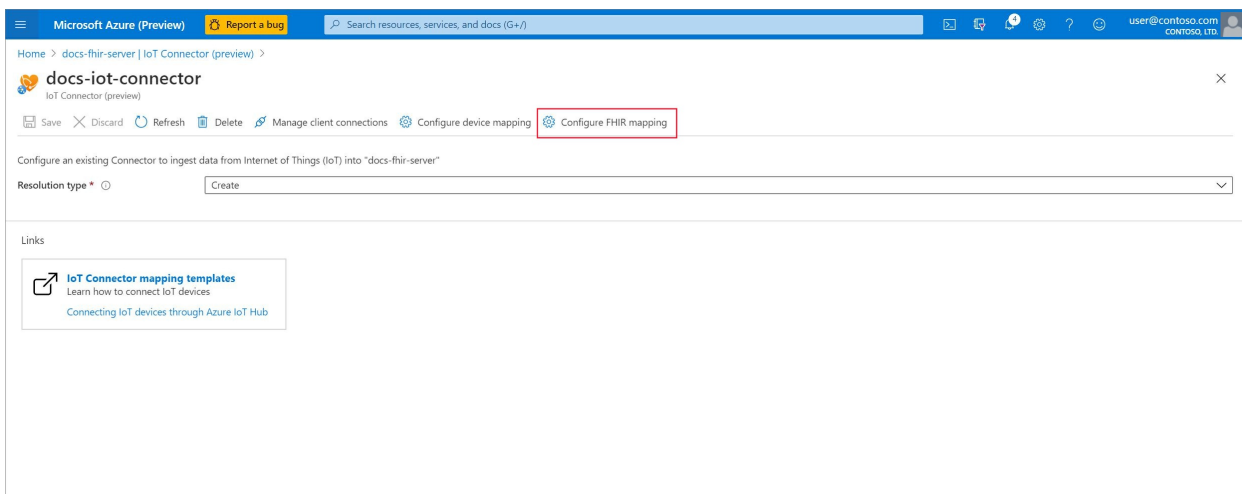 Microsoft Azure (Preview) Report a bug Search resources, services, and docs (G+/) 4 ? user@contoso.com
CONTOSO, LTD.
Home > docs-fhir-server | IoT Connector (preview) >
docs-iot-connector
IoT Connector (preview)
Save Discard Refresh Delete Manage client connections Configure device mapping Configure FHIR mapping
Configure an existing Connector to ingest data from Internet of Things (IoT) into "docs-fhir-server"
Resolution type * Create
Links
IoT Connector mapping templates
Learn how to connect IoT devices
Connecting IoT devices through Azure IoT Hub